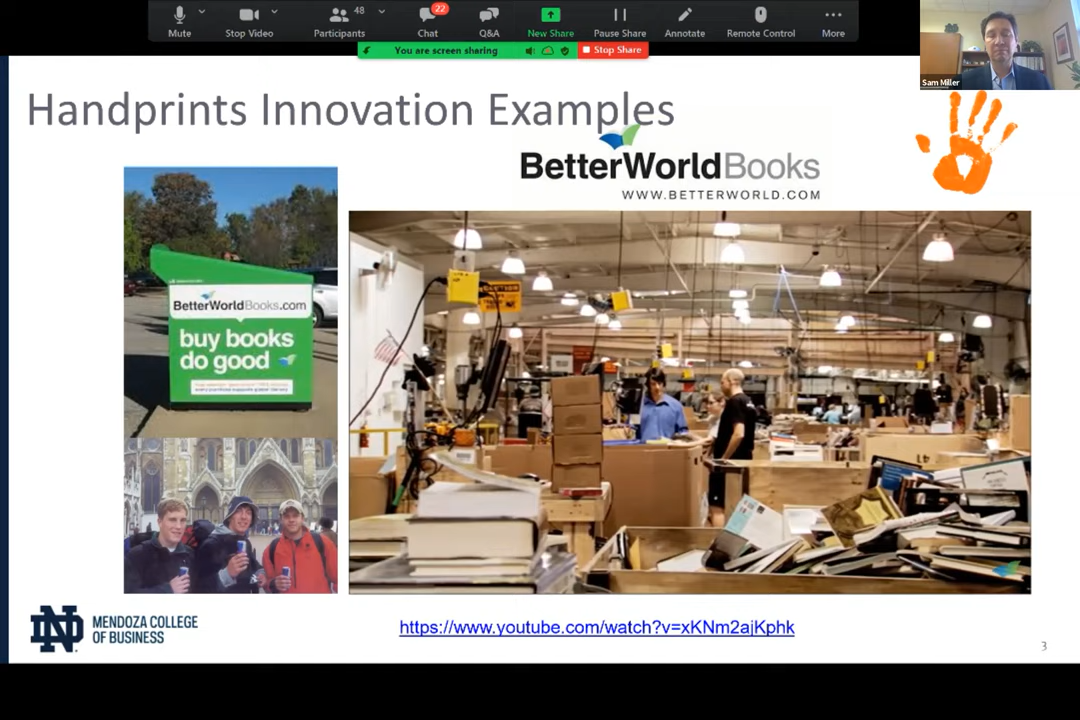 48
22
Mute
Stop Video
Participants
Chat
Q&A
New Share
Pause Share
Annotate
Remote Control
More
You are screen sharing
Stop Share
Sam Miller
Handprints Innovation Examples
BetterWorldBooks
WWW.BETTERWORLD.COM
BetterWorldBooks.com
buy books
do good
CAUTION
ND
MENDOZA COLLEGE
OF BUSINESS
https://www.youtube.com/watch?v=xKNm2ajKphk
3